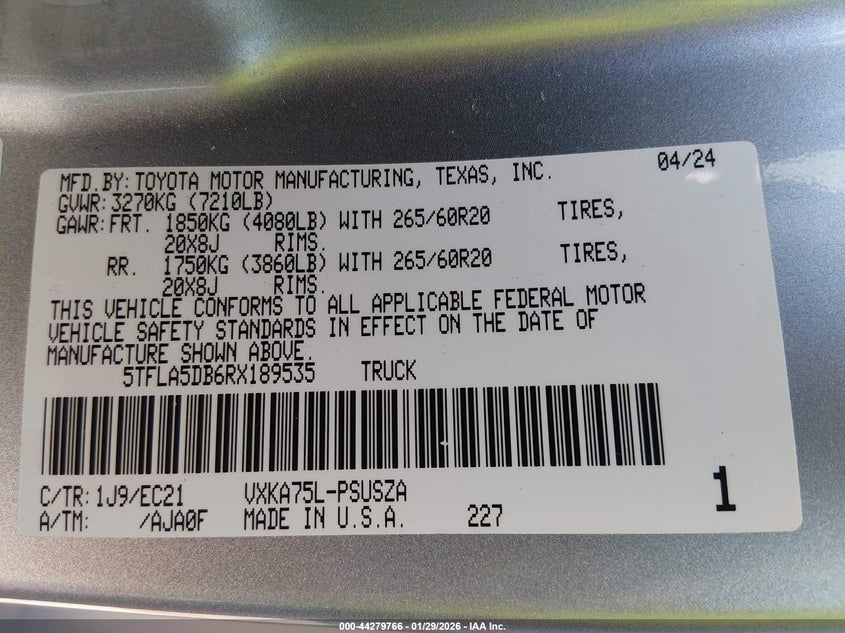 MFD.BY:TOYOTA MOTOR MANUFACTURING, TEXAS, INC. 04/24
GVWR:3270KG (7210LB)
GAWR:FRT. 1850KG (4080LB) WITH 265/60R20 TIRES,
20X8J RIMS.
RR. 1750KG (3860LB) WITH 265/60R20 TIRES,
20X8J RIMS.
THIS VEHICLE CONFORMS TO ALL APPLICABLE FEDERAL MOTOR
VEHICLE SAFETY STANDARDS IN EFFECT ON THE DATE OF
MANUFACTURE SHOWN ABOVE.
5TFLA5DB6RX189535 TRUCK
C/TR:1J9/EC21 VXKA75L-PSUSZA
A/TM: /AJA0F MADE IN U.S.A. 227
1
000-44279766 - 01/29/2026 - IAA Inc.